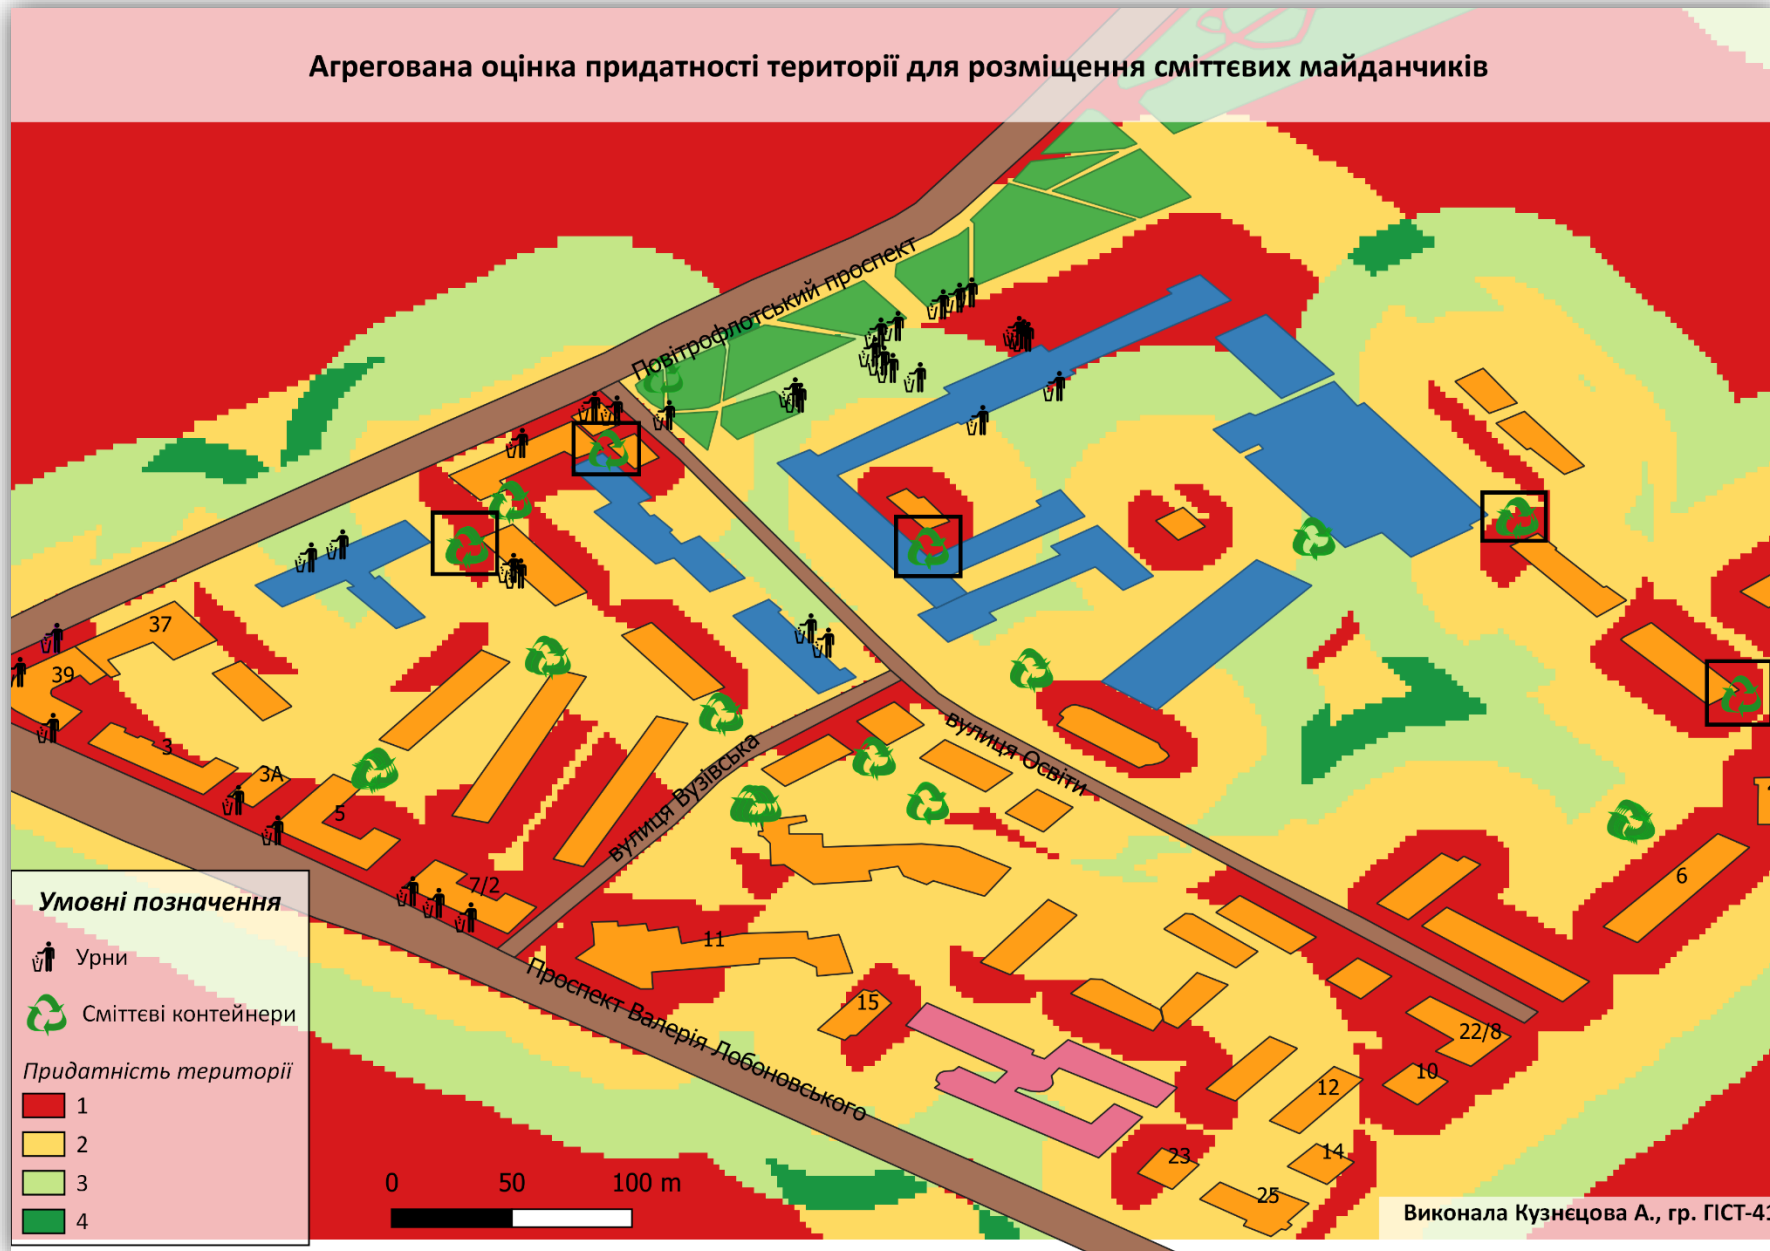 Агрегована оцінка придатності території для розміщення сміттєвих майданчиків
Повітрофлотський проспект
37
39
3
3А
5
7/2
вулиця Вузівська
вулиця Освіти
11
15
Проспект Валерія Лобоновського
6
22/8
10
12
14
23
25
Умовні позначення
Урни
Сміттєві контейнери
Придатність території
1
2
3
4
0 50 100 m
Виконала Кузнєцова А., гр. ГІСТ-41